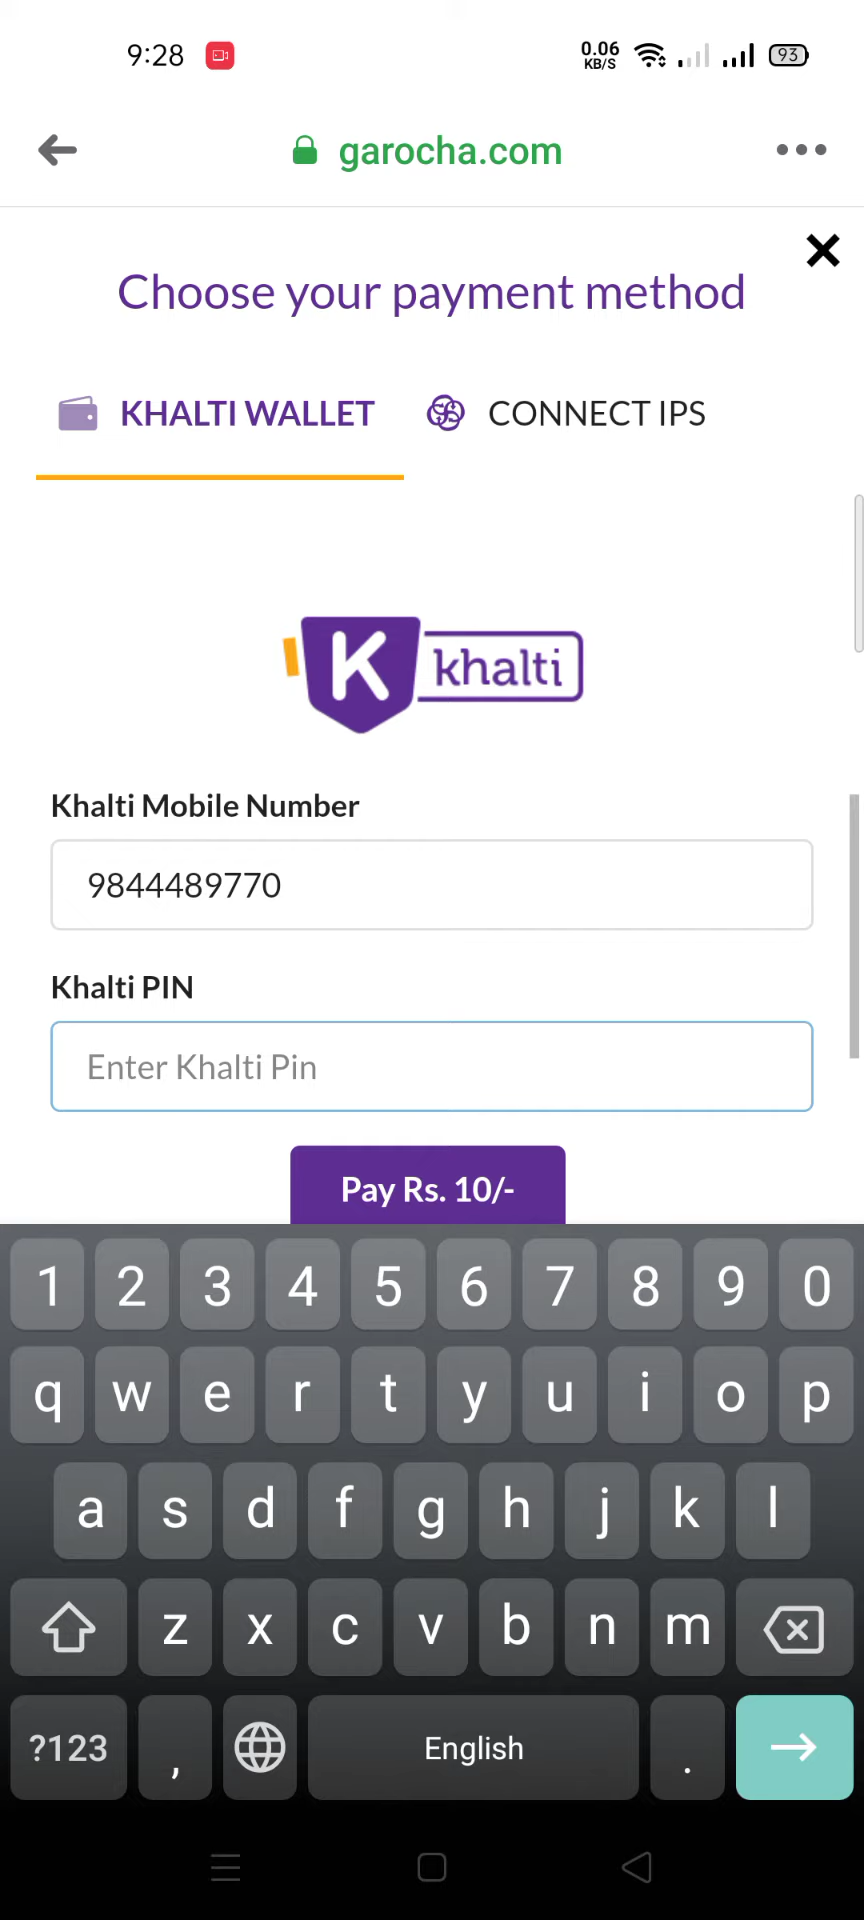 9:28
0.06
KB/S
93
garocha.com
Choose your payment method
KHALTI WALLET
CONNECT IPS
K khalti
Khalti Mobile Number
9844489770
Khalti PIN
Enter Khalti Pin
Pay Rs. 10/-
1 2 3 4 5 6 7 8 9 0
q w e r t y u i o p
a s d f g h j k l
z x c v b n m
?123 , English .